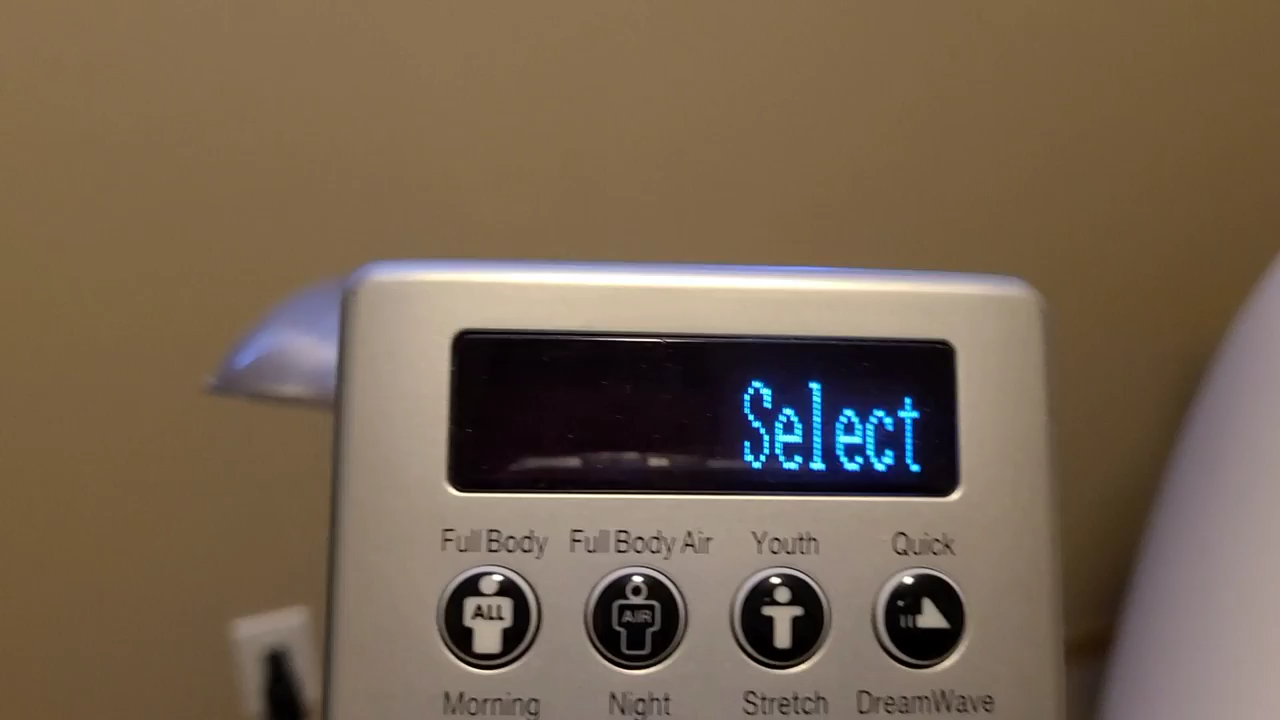 Select
Full Body Full Body Air Youth Quick
ALL AIR
Morning Night Stretch DreamWave